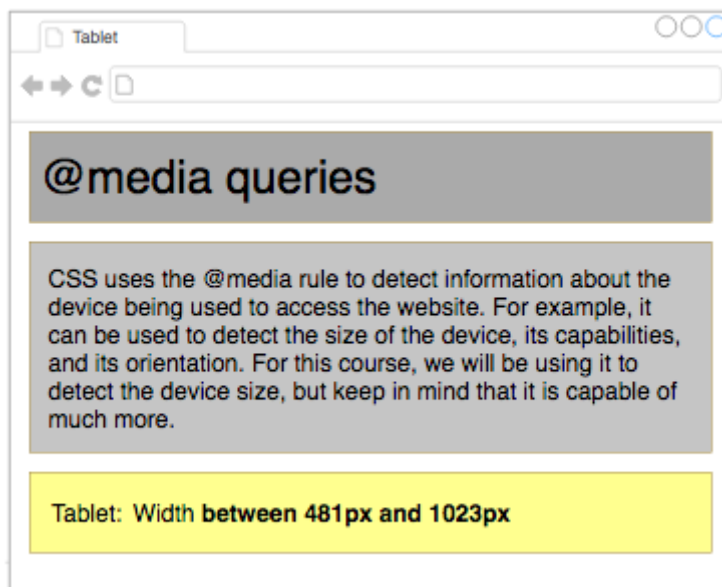 Tablet
@media queries
CSS uses the @media rule to detect information about the
device being used to access the website. For example, it
can be used to detect the size of the device, its capabilities,
and its orientation. For this course, we will be using it to
detect the device size, but keep in mind that it is capable of
much more.
Tablet: Width between 481px and 1023px